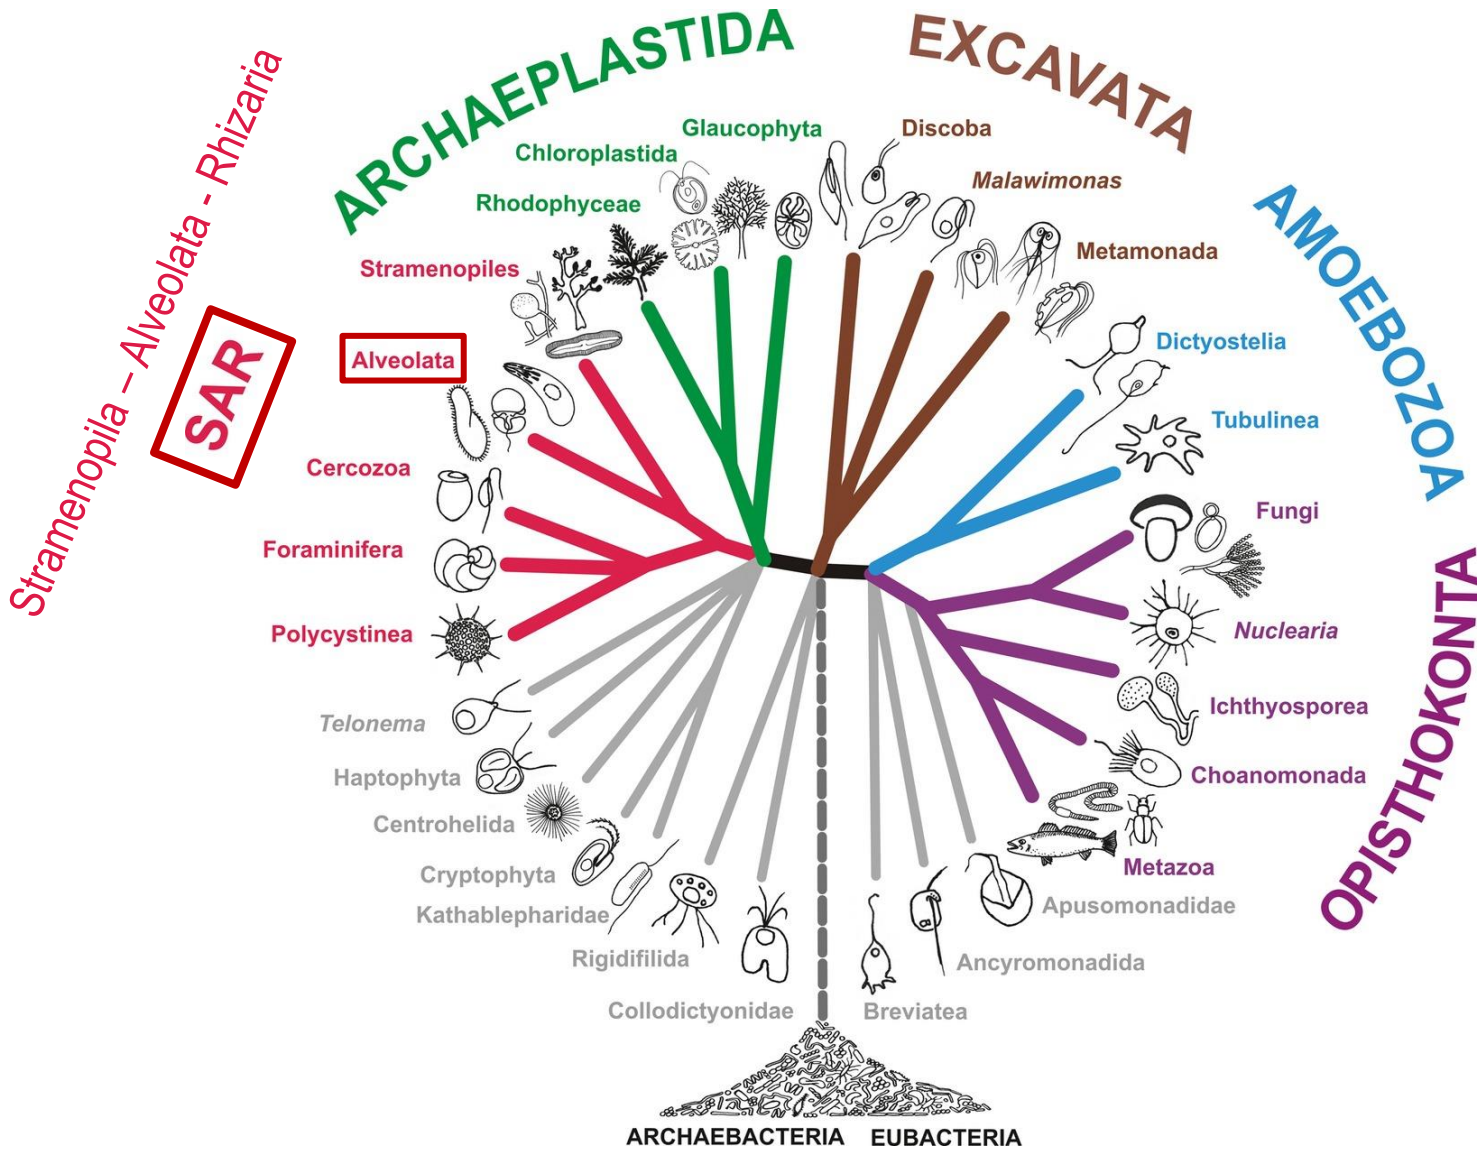 ARCHAEPLASTIDA
EXCAVATA
AMOEBOZOA
OPISTHOKONTA
Stramenopila – Alveolata - Rhizaria
SAR
Glaucophyta
Chloroplastida
Rhodophyceae
Stramenopiles
Alveolata
Cercozoa
Foraminifera
Polycystinea
Telonema
Haptophyta
Centrohelida
Cryptophyta
Kathablepharidae
Rigidifilida
Collodictyonidae
Discoba
Malawimonas
Metamonada
Dictyostelia
Tubulinea
Fungi
Nuclearia
Ichthyosporea
Choanomonada
Metazoa
Apusomonadidae
Ancyromonadida
Breviatea
ARCHAEBACTERIA EUBACTERIA